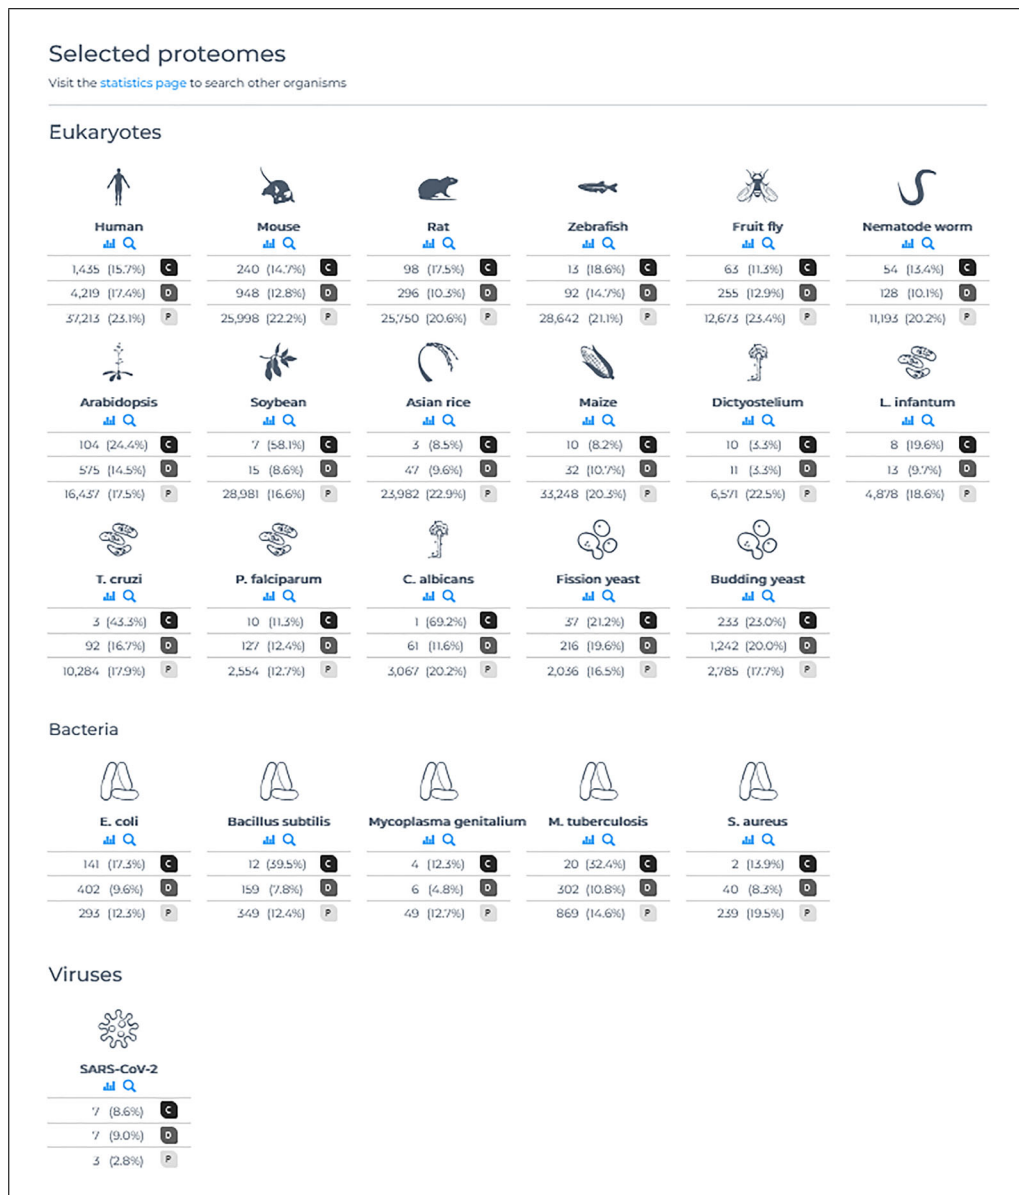 Selected proteomes
Visit the statistics page to search other organisms
Eukaryotes
Human Mouse Rat Zebrafish Fruit fly Nematode worm
1,435 (15.7%) C 240 (14.7%) C 98 (17.5%) C 13 (18.6%) C 63 (11.3%) C 54 (13.4%) C
4,219 (17.4%) D 948 (12.8%) D 296 (10.3%) D 92 (14.7%) D 255 (12.9%) D 128 (10.1%) D
37,213 (23.1%) P 25,998 (22.2%) P 25,750 (20.6%) P 28,642 (21.1%) P 12,673 (23.4%) P 11,193 (20.2%) P
Arabidopsis Soybean Asian rice Maize Dictyostelium L. infantum
104 (24.4%) C 7 (58.1%) C 3 (8.5%) C 10 (8.2%) C 10 (3.3%) C 8 (19.6%) C
575 (14.5%) D 15 (8.6%) D 47 (9.6%) D 32 (10.7%) D 11 (3.3%) D 13 (9.7%) D
16,437 (17.5%) P 28,981 (16.6%) P 23,982 (22.9%) P 33,248 (20.3%) P 6,571 (22.5%) P 4,878 (18.6%) P
T. cruzi P. falciparum C. albicans Fission yeast Budding yeast
3 (43.3%) C 10 (11.3%) C 1 (69.2%) C 37 (21.2%) C 233 (23.0%) C
92 (16.7%) D 127 (12.4%) D 61 (11.6%) D 216 (19.6%) D 1,242 (20.0%) D
10,284 (17.9%) P 2,554 (12.7%) P 3,067 (20.2%) P 2,036 (16.5%) P 2,785 (17.7%) P
Bacteria
E. coli Bacillus subtilis Mycoplasma genitalium M. tuberculosis S. aureus
141 (17.3%) C 12 (39.5%) C 4 (12.3%) C 20 (32.4%) C 2 (13.9%) C
402 (9.6%) D 159 (7.8%) D 6 (4.8%) D 302 (10.8%) D 40 (8.3%) D
293 (12.3%) P 349 (12.4%) P 49 (12.7%) P 869 (14.6%) P 239 (19.5%) P
Viruses
SARS-CoV-2
7 (8.6%) C
7 (9.0%) D
3 (2.8%) P